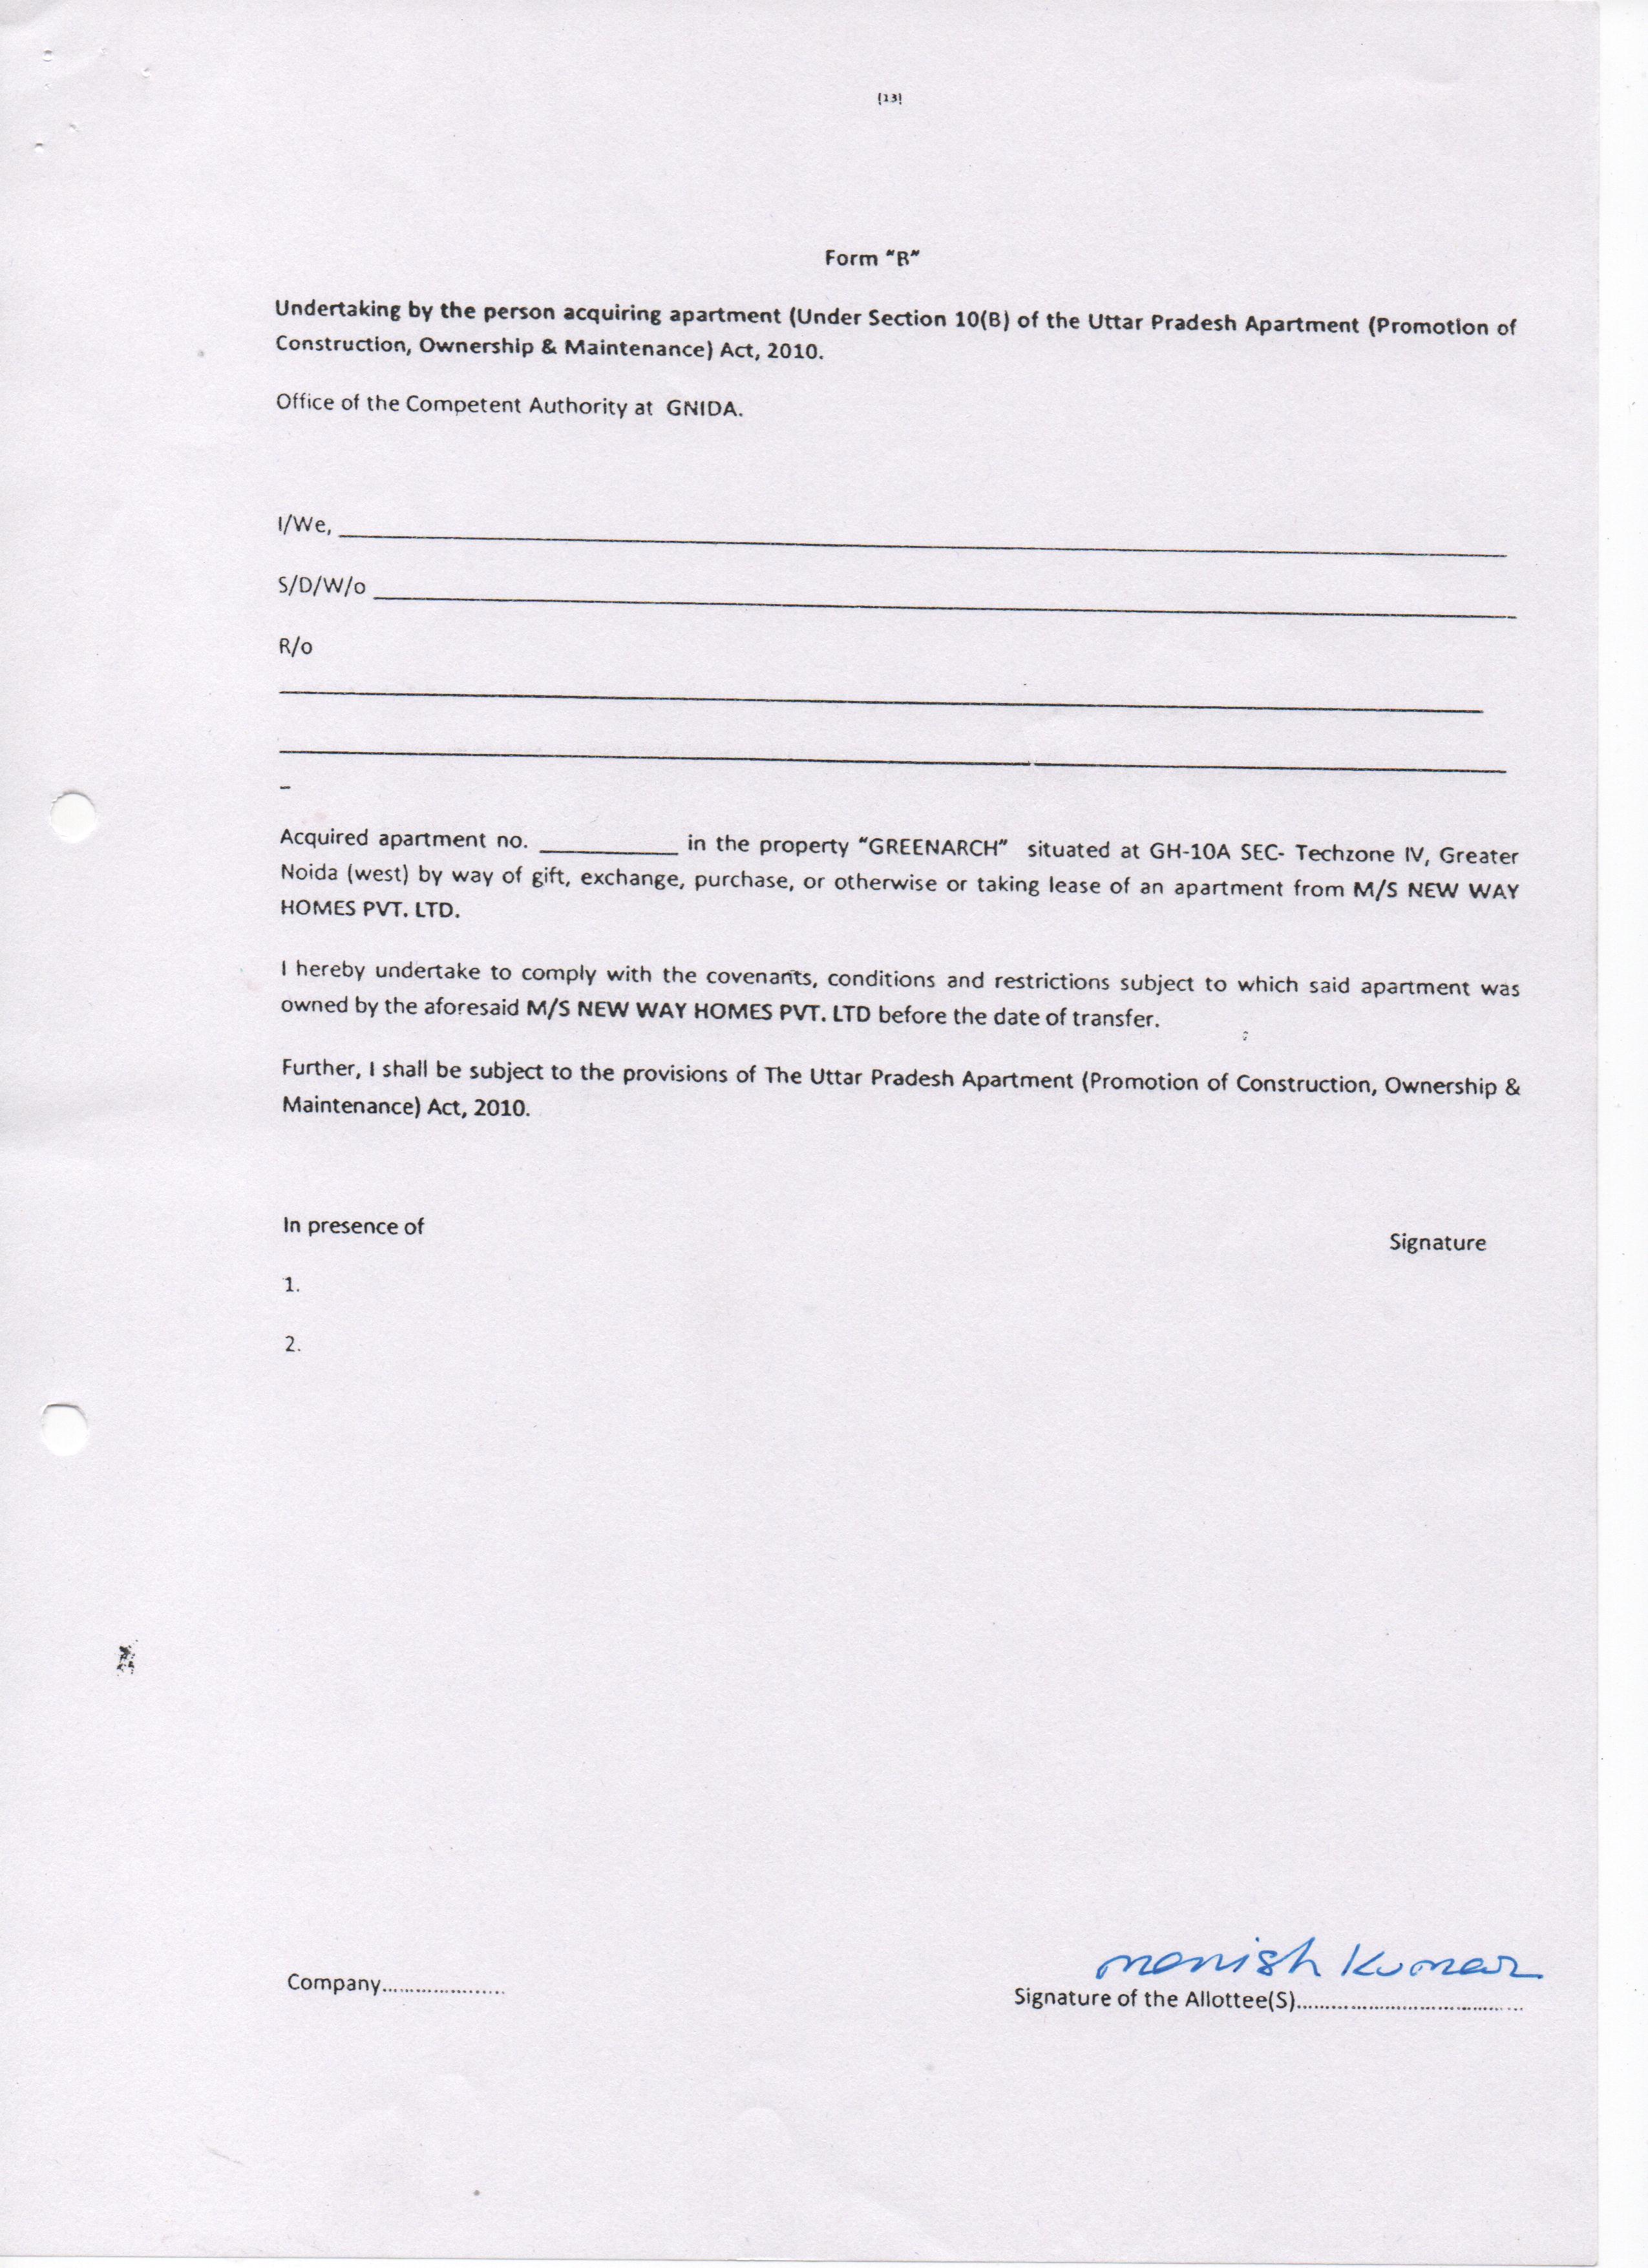 (13)
Form "B"
Undertaking by the person acquiring apartment (Under Section 10(B) of the Uttar Pradesh Apartment (Promotion of
Construction, Ownership & Maintenance) Act, 2010.
Office of the Competent Authority at GNIDA.
I/We, ______________________________
S/D/W/o ______________________________
R/o
______________________________
______________________________
_
Acquired apartment no. ____________ in the property "GREENARCH" situated at GH-10A SEC- Techzone IV, Greater
Noida (west) by way of gift, exchange, purchase, or otherwise or taking lease of an apartment from M/S NEW WAY
HOMES PVT. LTD.
I hereby undertake to comply with the covenants, conditions and restrictions subject to which said apartment was
owned by the aforesaid M/S NEW WAY HOMES PVT. LTD before the date of transfer.
Further, I shall be subject to the provisions of The Uttar Pradesh Apartment (Promotion of Construction, Ownership &
Maintenance) Act, 2010.
In presence of
Signature
1.
2.
manish Kumar
Company....................
Signature of the Allottee(S)......................................